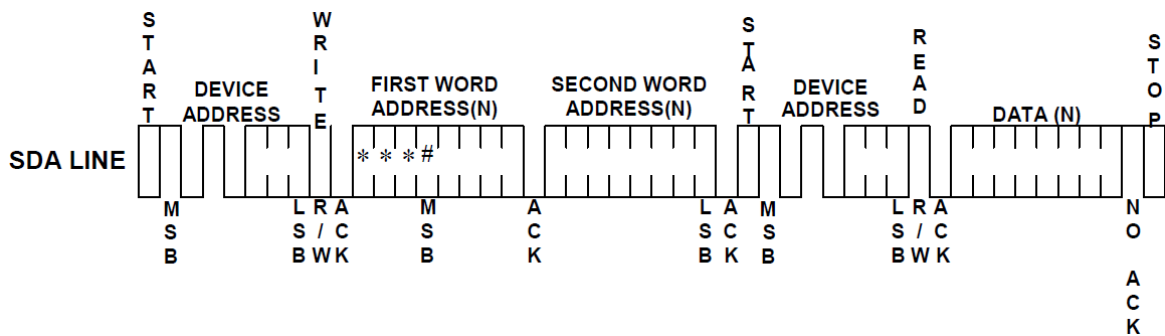 START
WRITE
START
READ
STOP
DEVICE
ADDRESS
FIRST WORD
ADDRESS(N)
SECOND WORD
ADDRESS(N)
DEVICE
ADDRESS
DATA (N)
SDA LINE
* * * #
MSB
LSB
R/W
ACK
MSB
ACK
LSB
ACK
MSB
LSB
R/W
ACK
NO ACK